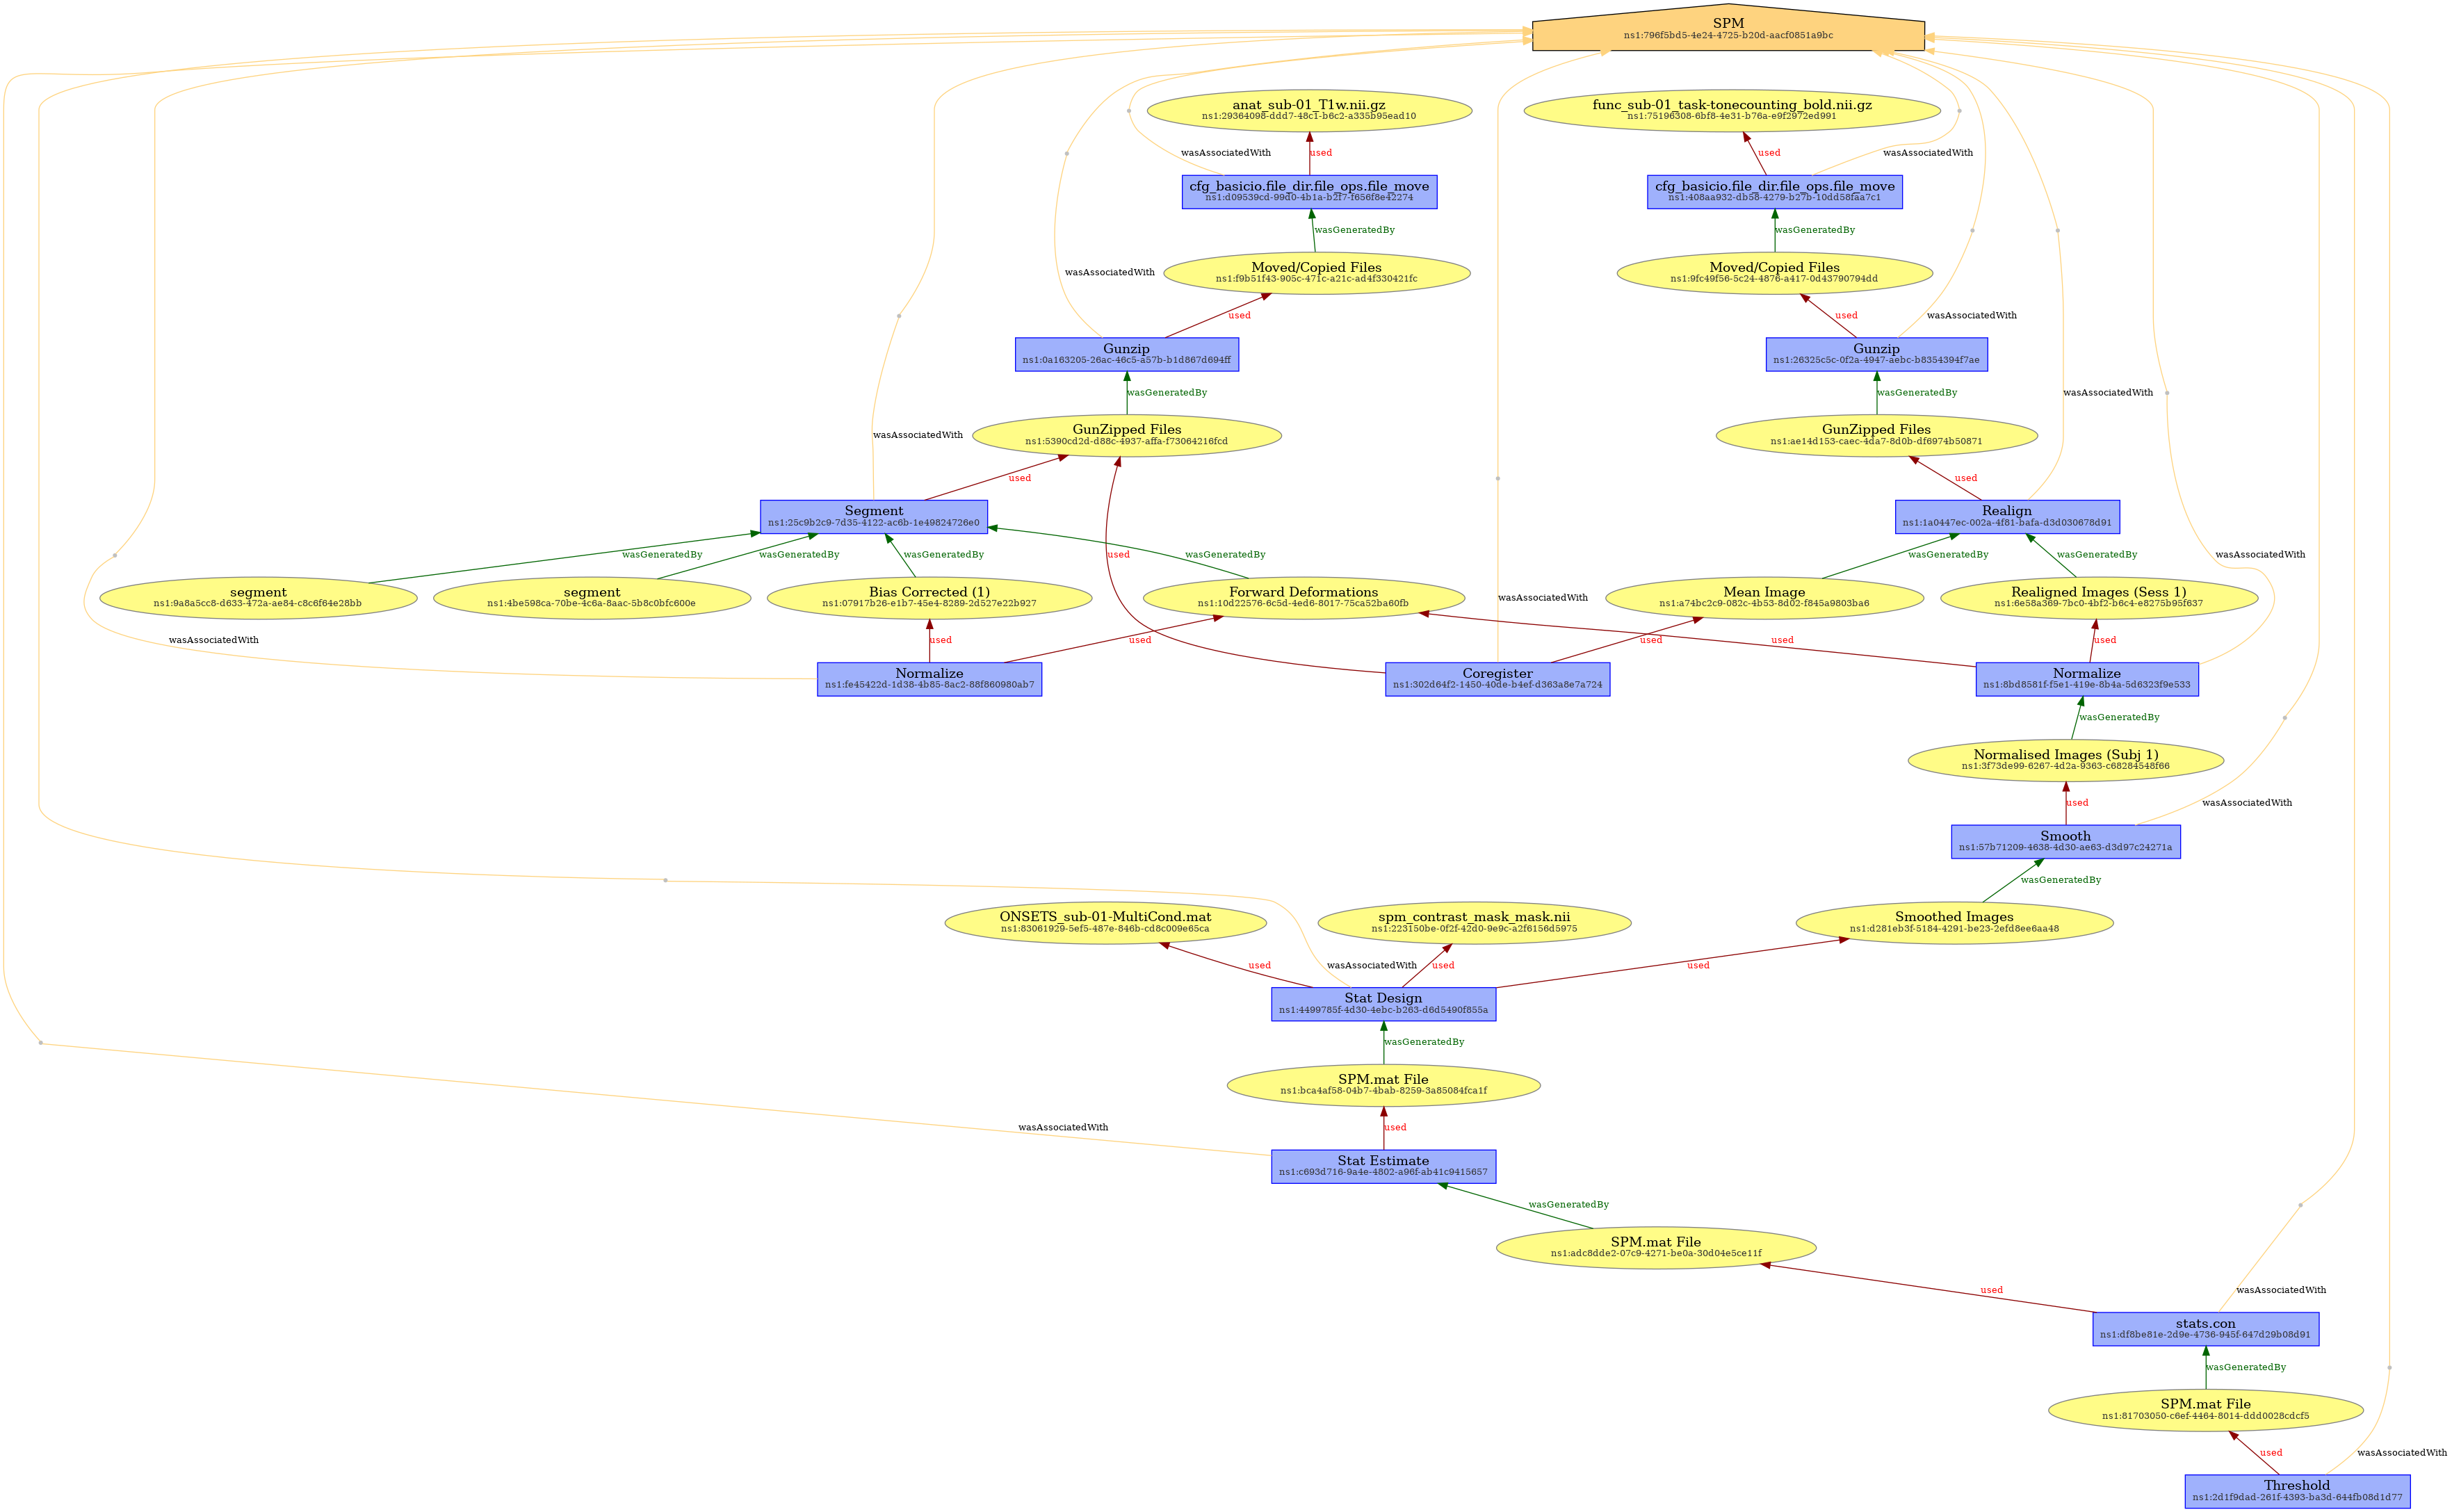 SPM
ns1:796f5bd5-4e24-4725-b20d-aacf0851a9bc
anat_sub-01_T1w.nii.gz
ns1:29364098-ddd7-48c1-b6c2-a335b95ead10
func_sub-01_task-tonecounting_bold.nii.gz
ns1:75196308-6bf8-4e31-b76a-e9f2972ed991
wasAssociatedWith
used
used
wasAssociatedWith
cfg_basicio.file_dir.file_ops.file_move
ns1:d09539cd-99d0-4b1a-b2f7-f656f8e42274
cfg_basicio.file_dir.file_ops.file_move
ns1:408aa932-db58-4279-b27b-10dd58faa7c1
wasGeneratedBy
wasGeneratedBy
wasAssociatedWith
Moved/Copied Files
ns1:f9b51f43-905c-471c-a21c-ad4f330421fc
Moved/Copied Files
ns1:9fc49f56-5c24-4876-a417-0d43790794dd
used
used
wasAssociatedWith
Gunzip
ns1:0a163205-26ac-46c5-a57b-b1d867d694ff
Gunzip
ns1:26325c5c-0f2a-4947-aebc-b8354394f7ae
wasGeneratedBy
wasGeneratedBy
wasAssociatedWith
wasAssociatedWith
GunZipped Files
ns1:5390cd2d-d88c-4937-affa-f73064216fcd
GunZipped Files
ns1:ae14d153-caec-4da7-8d0b-df6974b50871
used
used
Segment
ns1:25c9b2c9-7d35-4122-ac6b-1e49824726e0
Realign
ns1:1a0447ec-002a-4f81-bafa-d3d030678d91
wasGeneratedBy
wasGeneratedBy
wasGeneratedBy
used
wasGeneratedBy
wasGeneratedBy
wasGeneratedBy
wasAssociatedWith
segment
ns1:9a8a5cc8-d633-472a-ae84-c8c6f64e28bb
segment
ns1:4be598ca-70be-4c6a-8aac-5b8c0bfc600e
Bias Corrected (1)
ns1:07917b26-e1b7-45e4-8289-2d527e22b927
Forward Deformations
ns1:10d22576-6c5d-4ed6-8017-75ca52ba60fb
wasAssociatedWith
Mean Image
ns1:a74bc2c9-082c-4b53-8d02-f845a9803ba6
Realigned Images (Sess 1)
ns1:6e58a369-7bc0-4bf2-b6c4-e8275b95f637
wasAssociatedWith
used
used
used
used
used
Normalize
ns1:fe45422d-1d38-4b85-8ac2-88f860980ab7
Coregister
ns1:302d64f2-1450-40de-b4ef-d363a8e7a724
Normalize
ns1:8bd8581f-f5e1-419e-8b4a-5d6323f9e533
wasGeneratedBy
Normalised Images (Subj 1)
ns1:3f73de99-6267-4d2a-9363-c68284548f66
used
wasAssociatedWith
Smooth
ns1:57b71209-4638-4d30-ae63-d3d97c24271a
wasGeneratedBy
ONSETS_sub-01-MultiCond.mat
ns1:83061929-5ef5-487e-846b-cd8c009e65ca
spm_contrast_mask_mask.nii
ns1:223150be-0f2f-42d0-9e9c-a2f6156d5975
Smoothed Images
ns1:d281eb3f-5184-4291-be23-2efd8ee6aa48
used
wasAssociatedWith
used
used
Stat Design
ns1:4499785f-4d30-4ebc-b263-d6d5490f855a
wasGeneratedBy
SPM.mat File
ns1:bca4af58-04b7-4bab-8259-3a85084fca1f
wasAssociatedWith
used
Stat Estimate
ns1:c693d716-9a4e-4802-a96f-ab41c9415657
wasGeneratedBy
SPM.mat File
ns1:adc8dde2-07c9-4271-be0a-30d04e5ce11f
used
wasAssociatedWith
stats.con
ns1:df8be81e-2d9e-4736-945f-647d29b08d91
wasGeneratedBy
SPM.mat File
ns1:81703050-c6ef-4464-8014-ddd0028cdcf5
used
wasAssociatedWith
Threshold
ns1:2d1f9dad-261f-4393-ba3d-644fb08d1d77